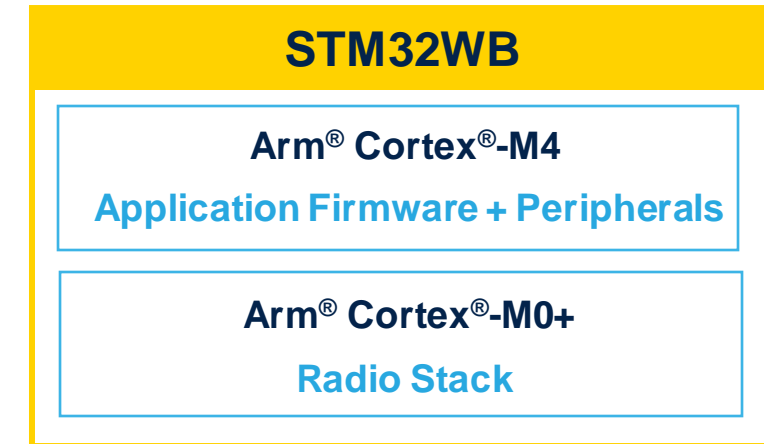 STM32WB
Arm® Cortex®-M4
Application Firmware + Peripherals
Arm® Cortex®-M0+
Radio Stack